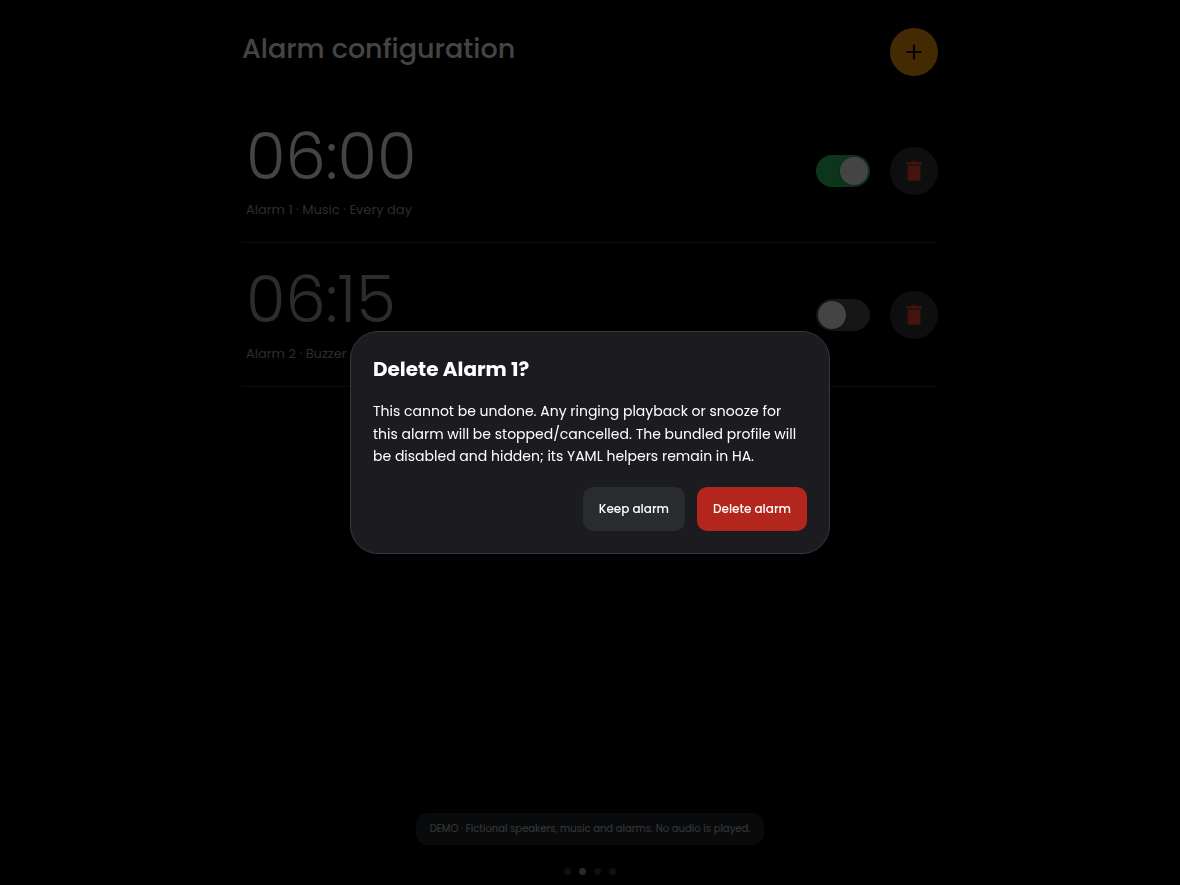 Alarm configuration
06:00
Alarm 1 · Music · Every day
06:15
Alarm 2 · Buzzer
Delete Alarm 1?
This cannot be undone. Any ringing playback or snooze for
this alarm will be stopped/cancelled. The bundled profile will
be disabled and hidden; its YAML helpers remain in HA.
Keep alarm
Delete alarm
DEMO · Fictional speakers, music and alarms. No audio is played.